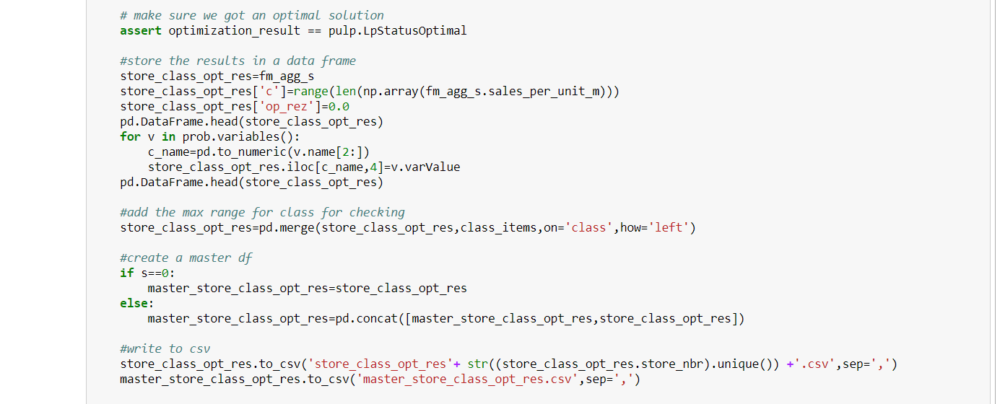 # make sure we got an optimal solution
assert optimization_result == pulp.LpStatusOptimal
#store the results in a data frame
store_class_opt_res=fm_agg_s
store_class_opt_res['c']=range(len(np.array(fm_agg_s.sales_per_unit_m)))
store_class_opt_res['op_rez']=0.0
pd.DataFrame.head(store_class_opt_res)
for v in prob.variables():
    c_name=pd.to_numeric(v.name[2:])
    store_class_opt_res.iloc[c_name,4]=v.varValue
pd.DataFrame.head(store_class_opt_res)
#add the max range for class for checking
store_class_opt_res=pd.merge(store_class_opt_res,class_items,on='class',how='left')
#create a master df
if s==0:
    master_store_class_opt_res=store_class_opt_res
else:
    master_store_class_opt_res=pd.concat([master_store_class_opt_res,store_class_opt_res])
#write to csv
store_class_opt_res.to_csv('store_class_opt_res'+ str((store_class_opt_res.store_nbr).unique()) +'.csv',sep=',')
master_store_class_opt_res.to_csv('master_store_class_opt_res.csv',sep=',')